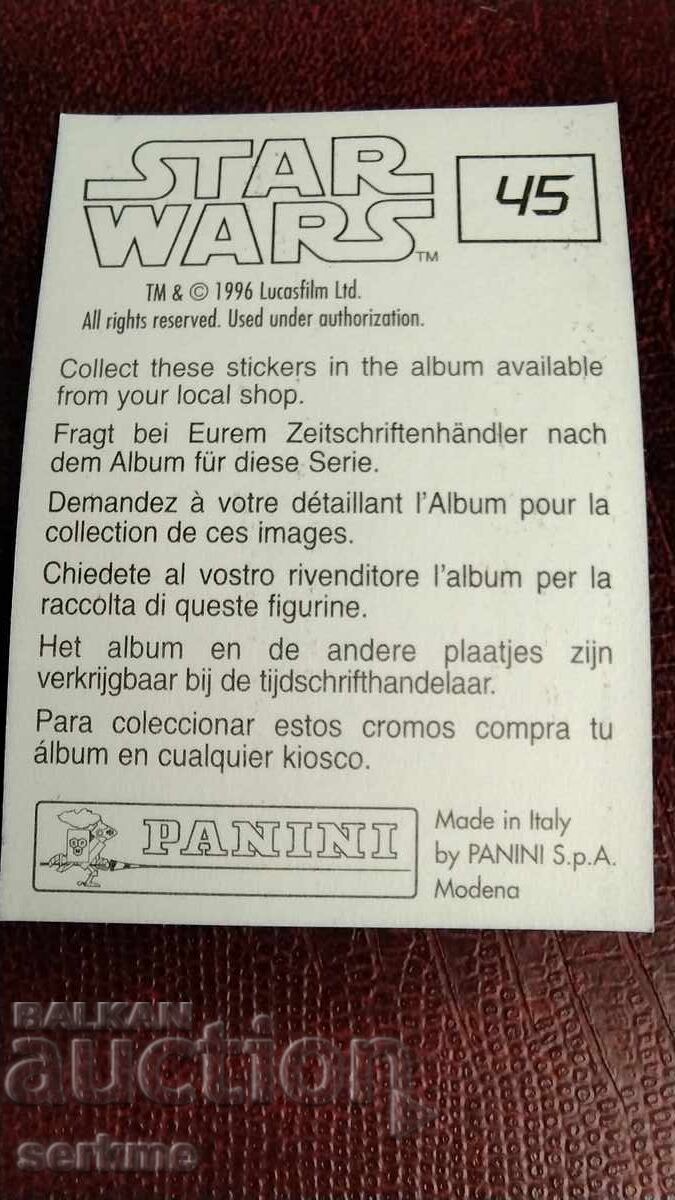 STAR
WARS™
45
TM & © 1996 Lucasfilm Ltd.
All rights reserved. Used under authorization.
Collect these stickers in the album available
from your local shop.
Fragt bei Eurem Zeitschriftenhändler nach
dem Album für diese Serie.
Demandez à votre détaillant l'Album pour la
collection de ces images.
Chiedete al vostro rivenditore l'album per la
raccolta di queste figurine.
Het album en de andere plaatjes zijn
verkrijgbaar bij de tijdschrifthandelaar.
Para coleccionar estos cromos compra tu
álbum en cualquier kiosco.
PANINI
Made in Italy
by PANINI S.p.A.
Modena
BALKAN
auction
serkme